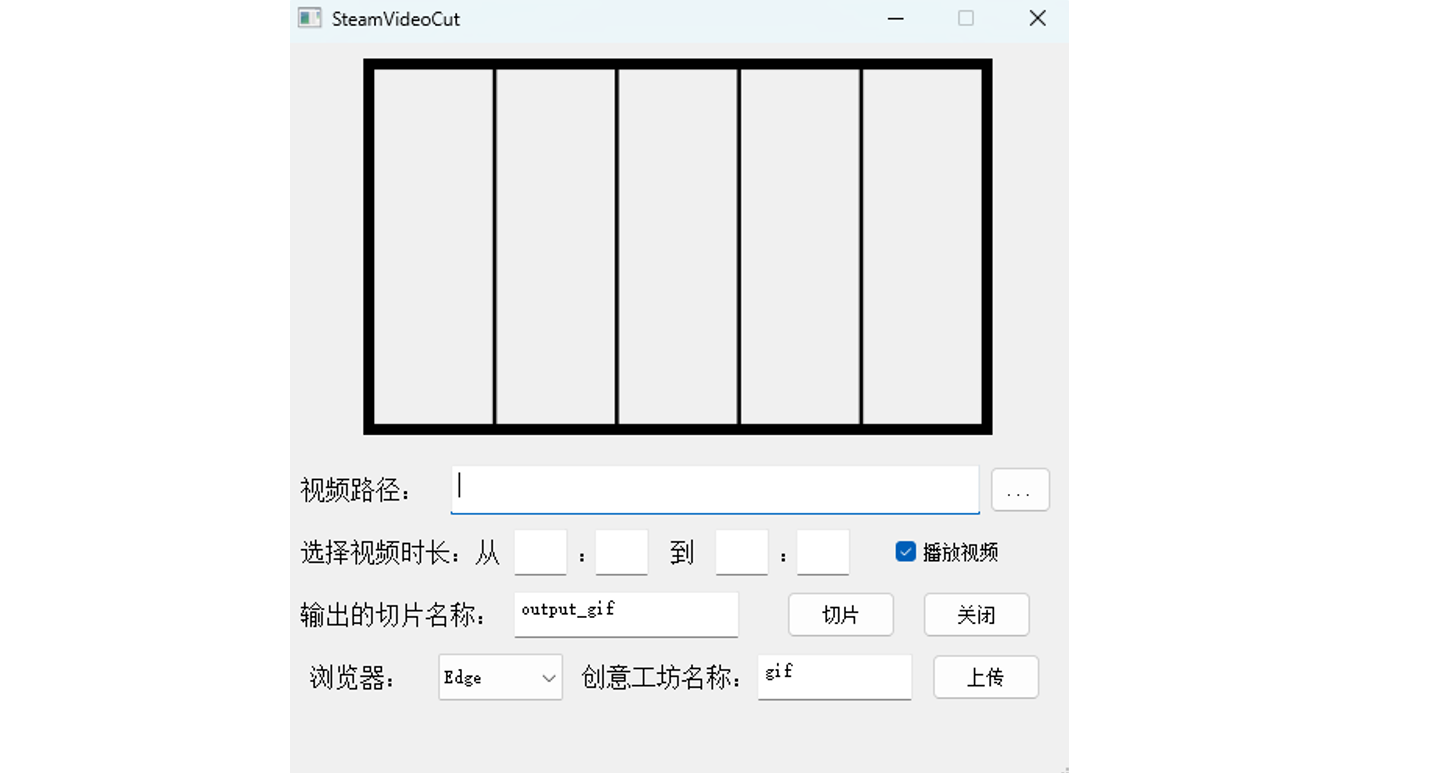 SteamVideoCut
视频路径： ...
选择视频时长：从 : 到 : 播放视频
输出的切片名称： output_gif 切片 关闭
浏览器： Edge 创意工坊名称： gif 上传